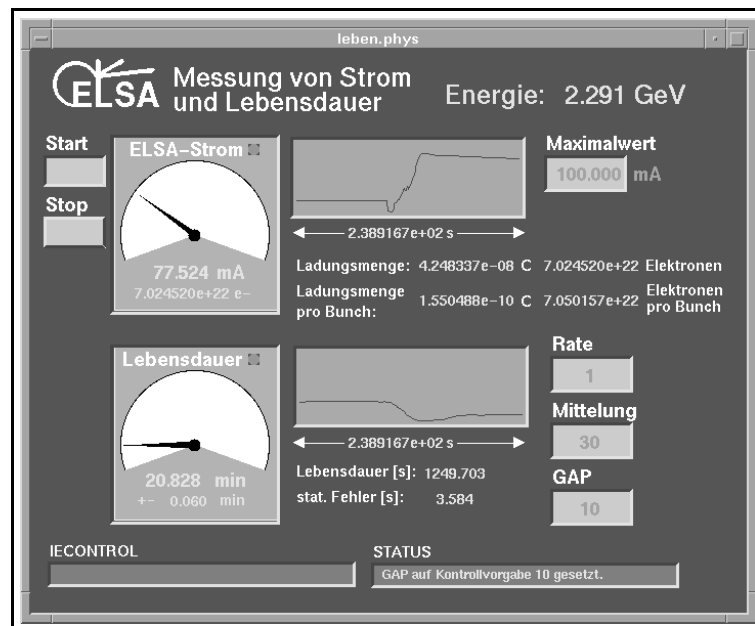 leben.phys
ELSA Messung von Strom
und Lebensdauer
Energie: 2.291 GeV
Start
Stop
ELSA-Strom
77.524 mA
7.024520e+22 e-
2.389167e+02 s
Maximalwert
100.000 mA
Ladungsmenge: 4.248337e-08 C 7.024520e+22 Elektronen
Ladungsmenge
pro Bunch: 1.550488e-10 C 7.050157e+22 Elektronen
pro Bunch
Lebensdauer
20.828 min
+- 0.060 min
2.389167e+02 s
Lebensdauer [s]: 1249.703
stat. Fehler [s]: 3.584
Rate
1
Mittelung
30
GAP
10
IECONTROL
STATUS
GAP auf Kontrollvorgabe 10 gesetzt.